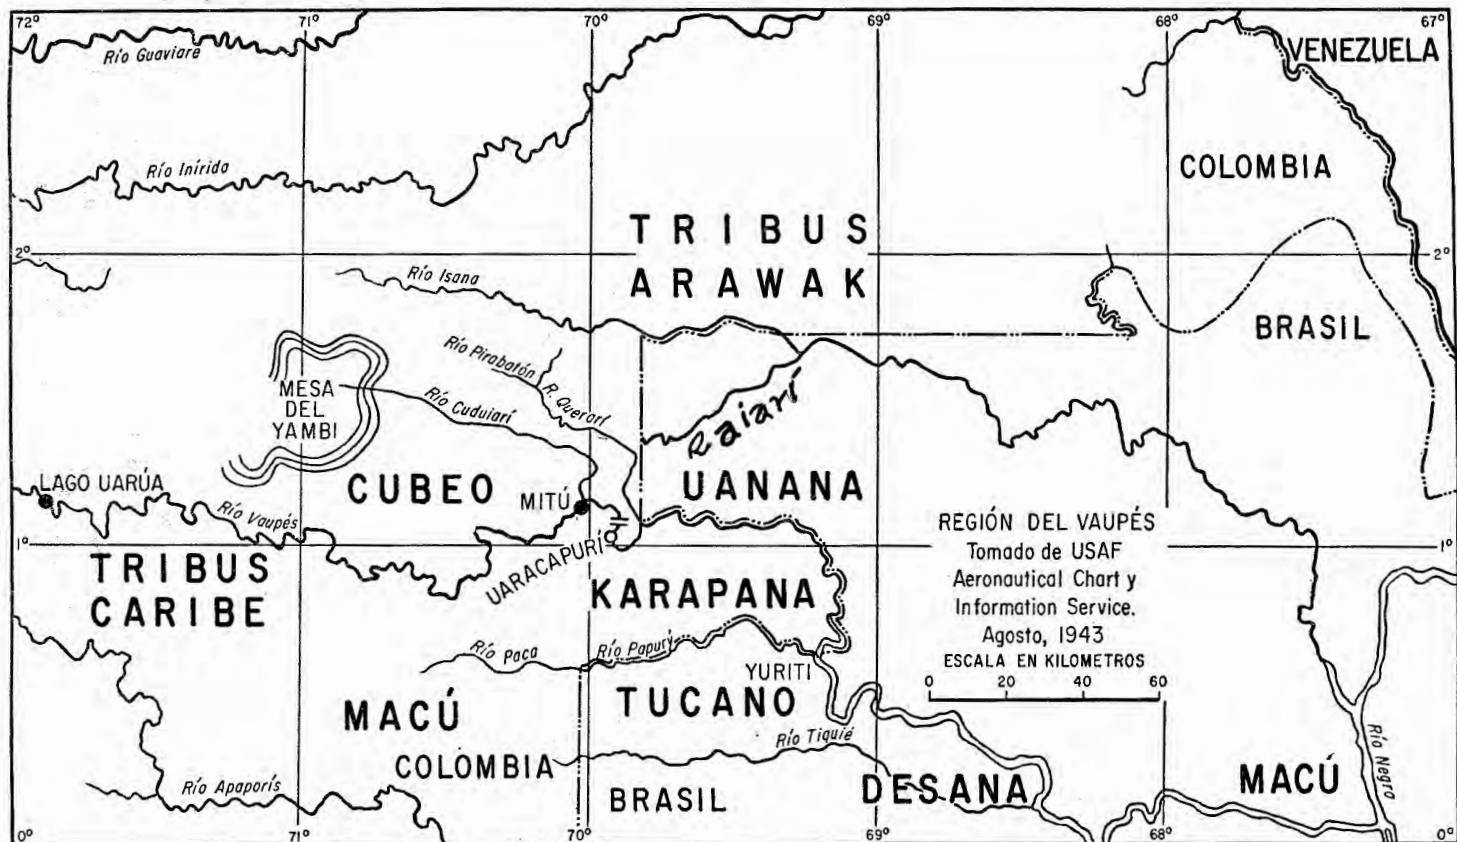 72°
71°
70°
69°
68°
67°
Río Guaviare
VENEZUELA
Río Inírida
COLOMBIA
TRIBUS
ARAWAK
2°
2°
Río Isana
BRASIL
Río Pirabatón
R. Querarí
MESA
DEL
YAMBI
Río Cuduiarí
LAGO UARÚA
CUBEO
MITÚ
UANANA
Río Vaupés
REGIÓN DEL VAUPÉS
Tomado de USAF
Aeronautical Chart y
Information Service.
Agosto, 1943
ESCALA EN KILOMETROS
0 20 40 60
1°
1°
UARACAPURÍ
TRIBUS
CARIBE
KARAPANA
Río Paca
Río Papurý
YURITI
TUCANO
MACÚ
COLOMBIA
Río Tiquié
Río Apaporís
BRASIL
DESANA
MACÚ
Río Negro
0°
71°
70°
69°
68°
0°